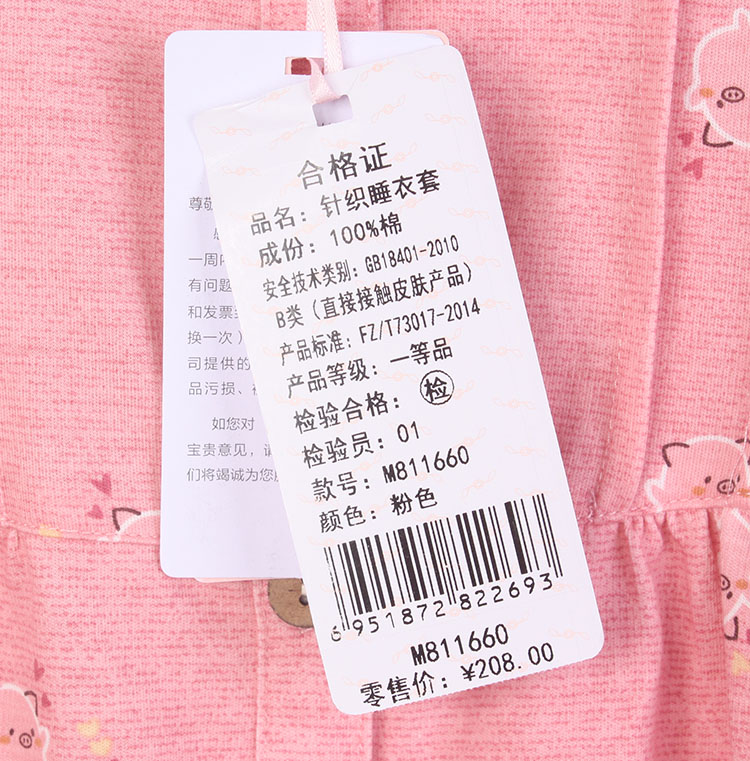 合格证
品名：针织睡衣套
成份：100%棉
安全技术类别：GB18401-2010
B类（直接接触皮肤产品）
产品标准：FZ/T73017-2014
产品等级：一等品
检验合格：检
检验员：01
款号：M811660
颜色：粉色
6 951872 822693
M811660
零售价：¥208.00
尊敬
一周内
有问题
和发票
换一次）
司提供的
品污损、
如您对
宝贵意见，
们将竭诚为您